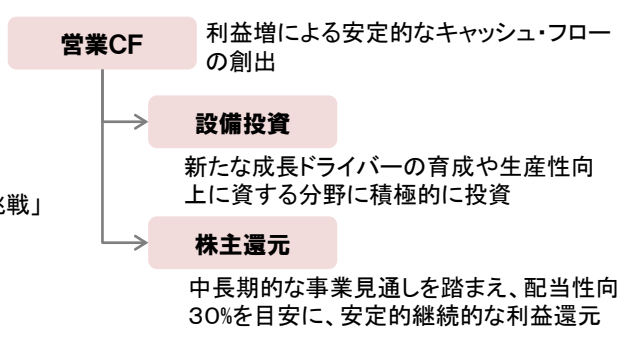 営業CF
利益増による安定的なキャッシュ・フロー
の創出
設備投資
新たな成長ドライバーの育成や生産性向
上に資する分野に積極的に投資
戦」
株主還元
中長期的な事業見通しを踏まえ、配当性向
30%を目安に、安定的継続的な利益還元